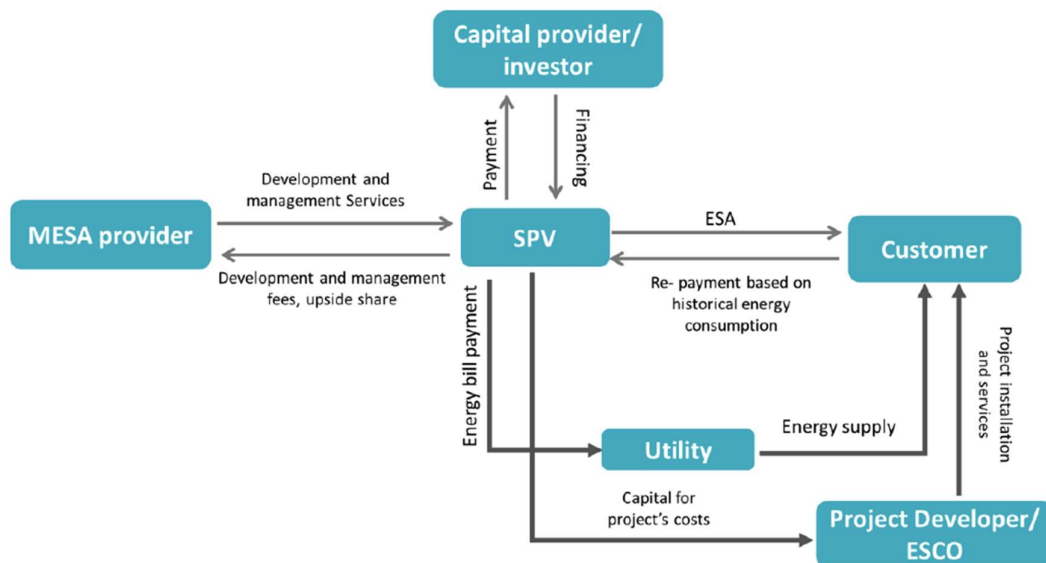 Capital provider/
investor
Payment
Financing
Development and
management Services
MESA provider
SPV
ESA
Customer
Development and management
fees, upside share
Re- payment based on
historical energy
consumption
Energy bill payment
Project installation
and services
Utility
Energy supply
Capital for
project's costs
Project Developer/
ESCO